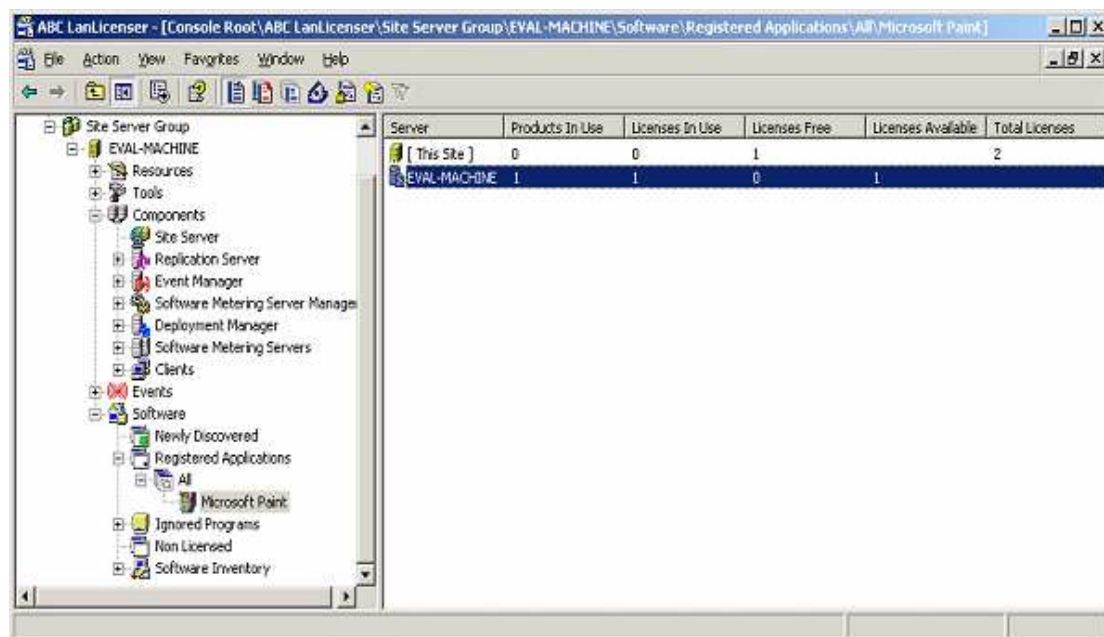 ABC LanLicenser - [Console Root\ABC LanLicenser\Site Server Group\EVAL-MACHINE\Software\Registered Applications\All\Microsoft Paint]
File Action View Favorites Window Help
Site Server Group
EVAL-MACHINE
Resources
Tools
Components
Site Server
Replication Server
Event Manager
Software Metering Server Manage
Deployment Manager
Software Metering Servers
Clients
Events
Software
Newly Discovered
Registered Applications
All
Microsoft Paint
Ignored Programs
Non Licensed
Software Inventory
Server Products In Use Licenses In Use Licenses Free Licenses Available Total Licenses
[ This Site ] 0 0 1 2
EVAL-MACHINE 1 1 0 1